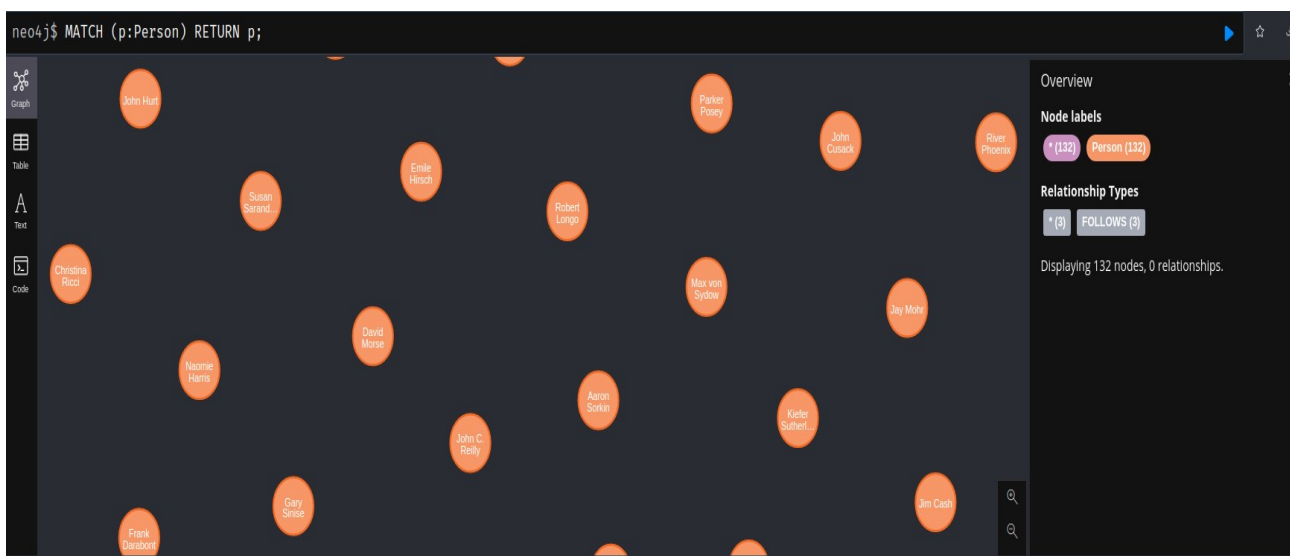 neo4j$ MATCH (p:Person) RETURN p;
Graph
Table
Text
Code
John Hurt
Parker
Posey
John
Cusack
River
Phoenix
Emile
Hirsch
Susan
Sarand...
Robert
Longo
Christina
Ricci
Max von
Sydow
Jay Mohr
David
Morse
Naomie
Harris
Aaron
Sorkin
Kiefer
Sutherl...
John C.
Reilly
Gary
Sinise
Jim Cash
Frank
Darabont
Overview
Node labels
* (132) Person (132)
Relationship Types
* (3) FOLLOWS (3)
Displaying 132 nodes, 0 relationships.